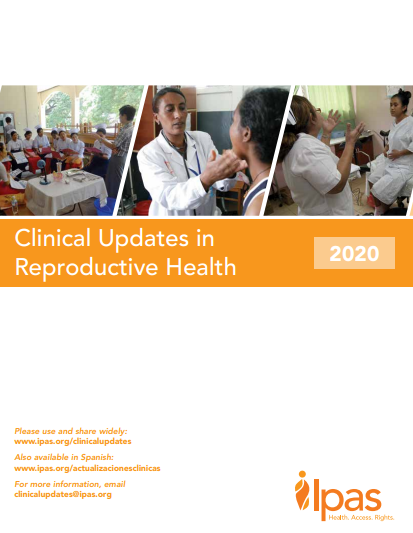 Clinical Updates in
Reproductive Health
2020
Please use and share widely:
www.ipas.org/clinicalupdates
Also available in Spanish:
www.ipas.org/actualizacionesclinicas
For more information, email
clinicalupdates@ipas.org
Ipas
Health. Access. Rights.